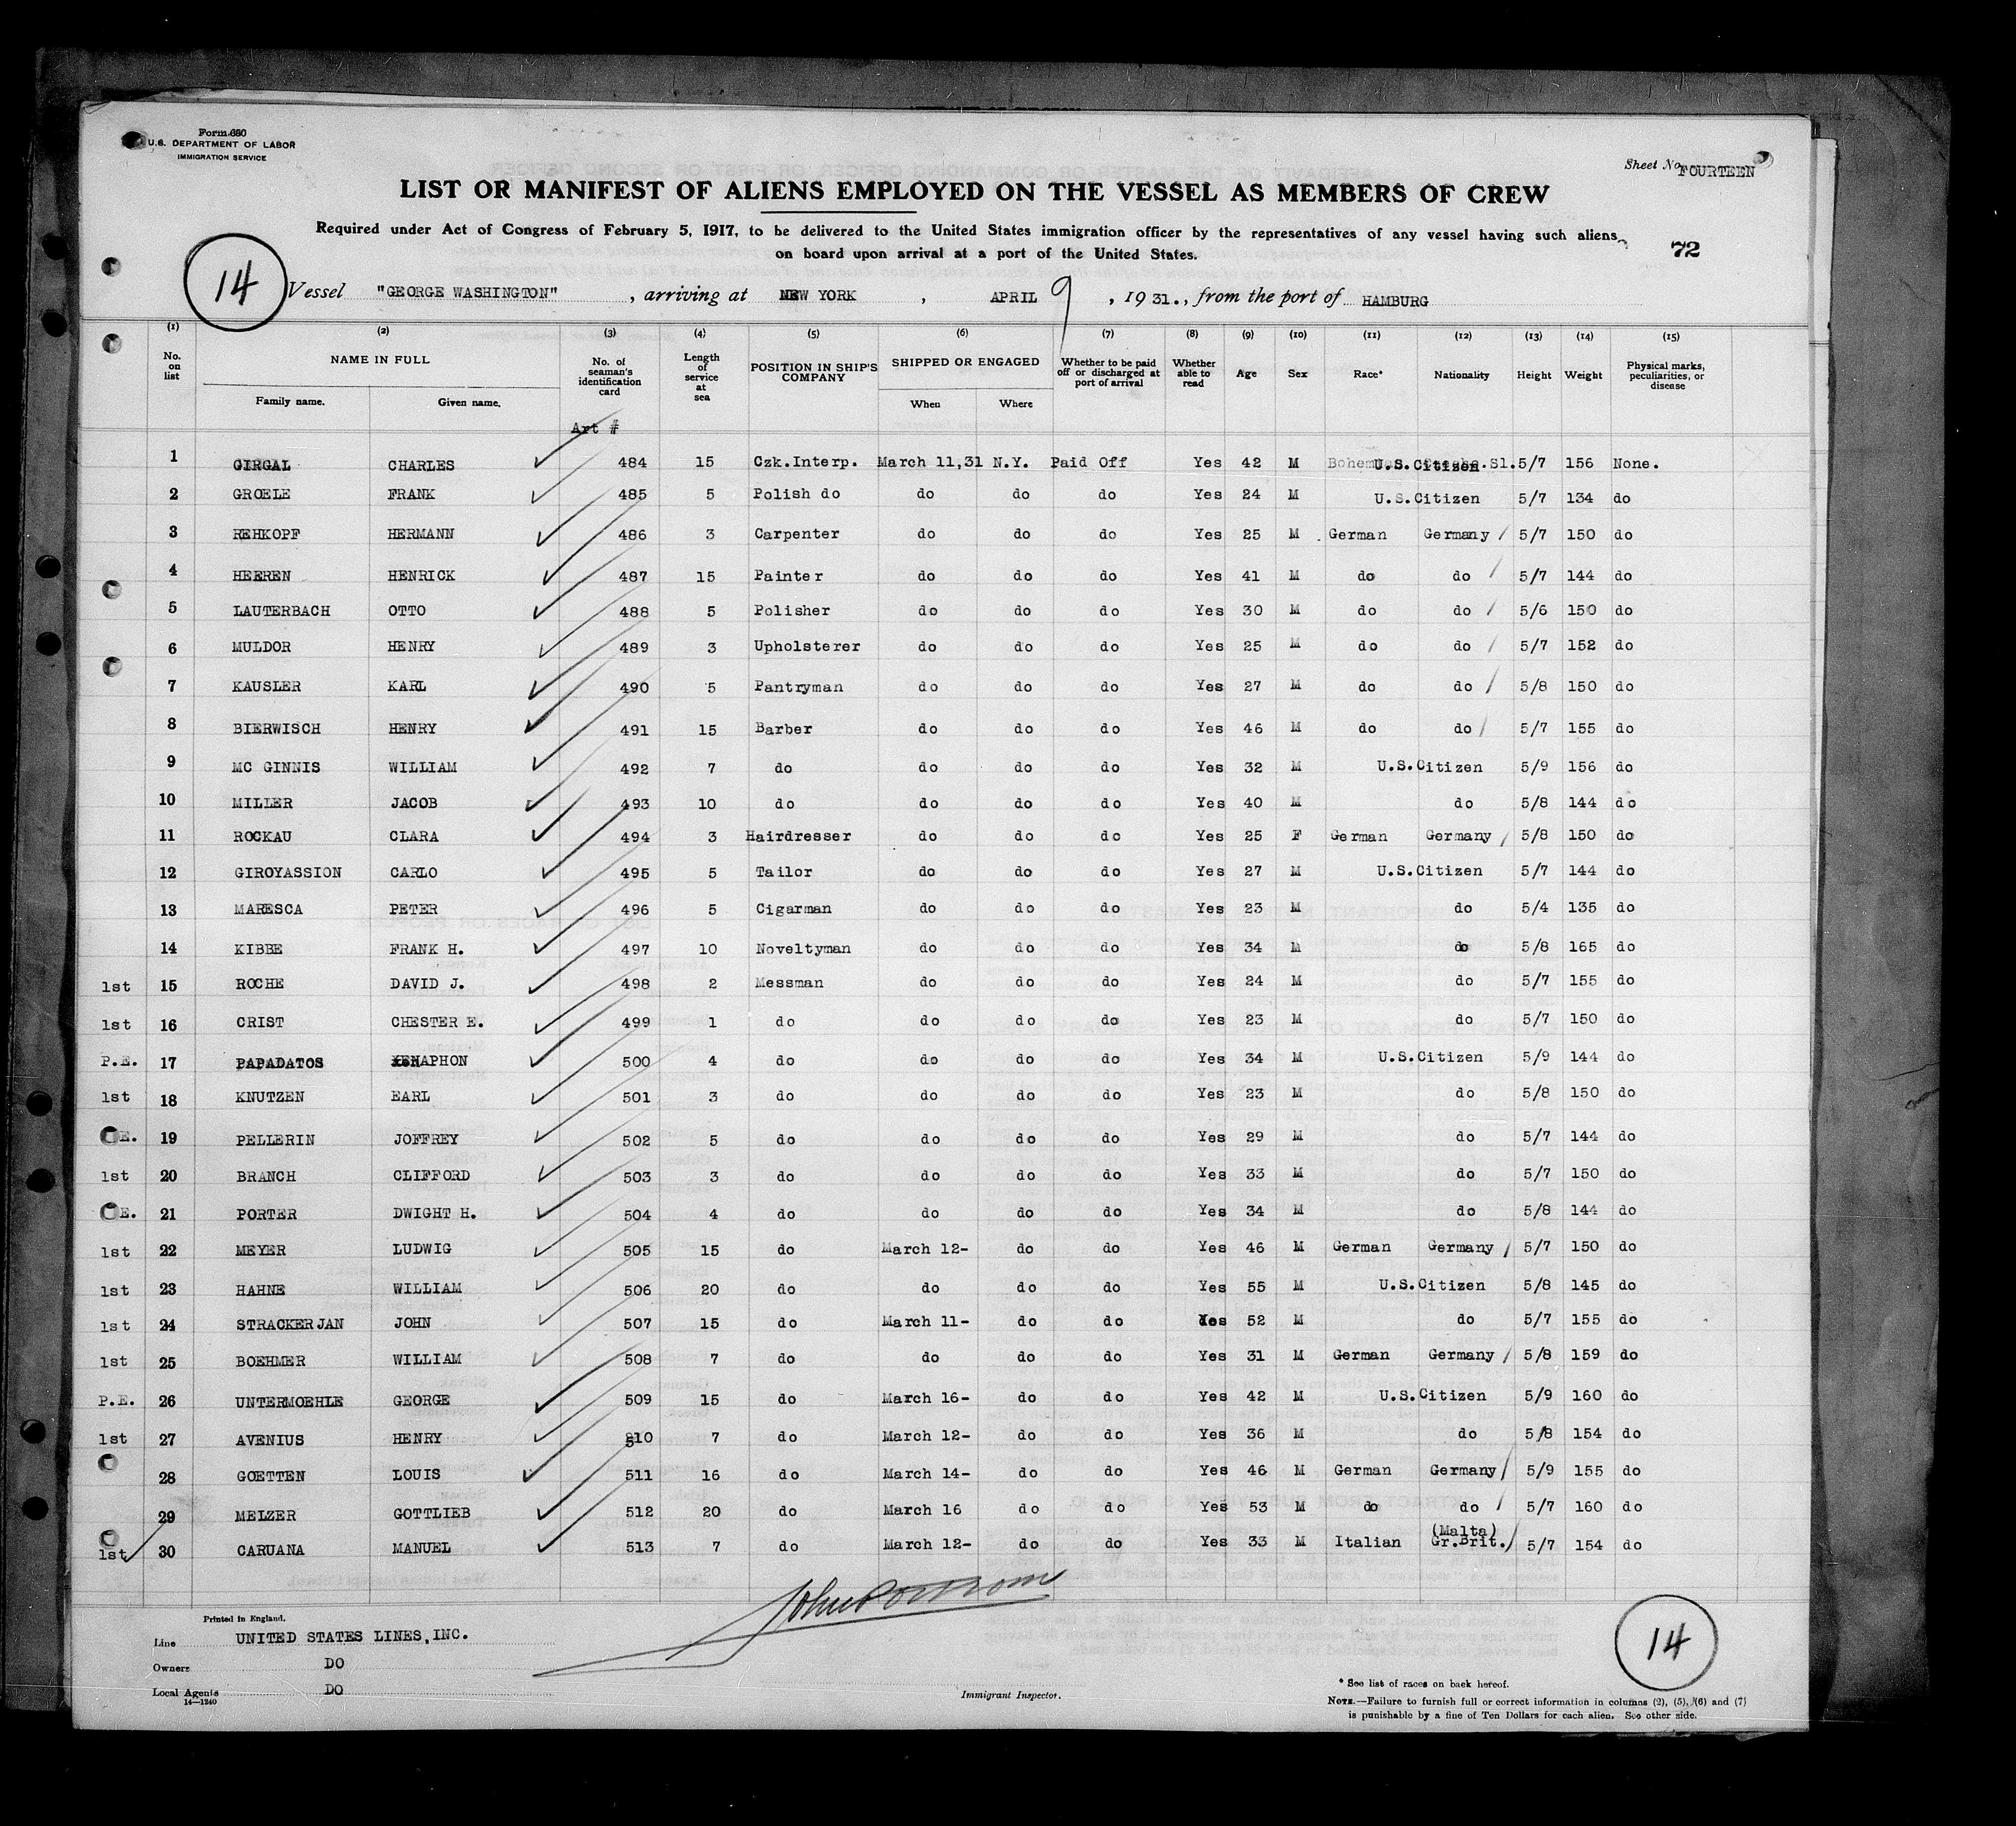 Form 680
U.S. DEPARTMENT OF LABOR
IMMIGRATION SERVICE
Sheet No. FOURTEEN
LIST OR MANIFEST OF ALIENS EMPLOYED ON THE VESSEL AS MEMBERS OF CREW
Required under Act of Congress of February 5, 1917, to be delivered to the United States immigration officer by the representatives of any vessel having such aliens
on board upon arrival at a port of the United States.
72
14
Vessel "GEORGE WASHINGTON", arriving at NEW YORK, APRIL 9, 1931., from the port of HAMBURG
(1) (2) (3) (4) (5) (6) (7) (8) (9) (10) (11) (12) (13) (14) (15)
No. on list NAME IN FULL Family name. Given name. No. of seaman's identification card Length of service at sea POSITION IN SHIP'S COMPANY SHIPPED OR ENGAGED When Where Whether to be paid off or discharged at port of arrival Whether able to read Age Sex Race* Nationality Height Weight Physical marks, peculiarities, or disease
Art #
1 GIRGAL CHARLES 484 15 Czk.Interp. March 11,31 N.Y. Paid Off Yes 42 M U.S.Citizen 5/7 156 None.
2 GROELE FRANK 485 5 Polish do do do do Yes 24 M U.S.Citizen 5/7 134 do
3 REHKOPF HERMANN 486 3 Carpenter do do do Yes 25 M German Germany 5/7 150 do
4 HEEREN HENRICK 487 15 Painter do do do Yes 41 M do do 5/7 144 do
5 LAUTERBACH OTTO 488 5 Polisher do do do Yes 30 M do do 5/6 150 do
6 MULDOR HENRY 489 3 Upholsterer do do do Yes 25 M do do 5/7 152 do
7 KAUSLER KARL 490 5 Pantryman do do do Yes 27 M do do 5/8 150 do
8 BIERWISCH HENRY 491 15 Barber do do do Yes 46 M do do 5/7 155 do
9 MC GINNIS WILLIAM 492 7 do do do do Yes 32 M U.S.Citizen 5/9 156 do
10 MILLER JACOB 493 10 do do do do Yes 40 M do 5/8 144 do
11 ROCKAU CLARA 494 3 Hairdresser do do do Yes 25 F German Germany 5/8 150 do
12 GIROYASSION CARLO 495 5 Tailor do do do Yes 27 M U.S.Citizen 5/7 144 do
13 MARESCA PETER 496 5 Cigarman do do do Yes 23 M do 5/4 135 do
14 KIBBE FRANK H. 497 10 Noveltyman do do do Yes 34 M do 5/8 165 do
1st 15 ROCHE DAVID J. 498 2 Messman do do do Yes 24 M do 5/7 155 do
1st 16 CRIST CHESTER E. 499 1 do do do do Yes 23 M do 5/7 150 do
P.E. 17 PAPADATOS XENAPHON 500 4 do do do do Yes 34 M U.S.Citizen 5/9 144 do
1st 18 KNUTZEN EARL 501 3 do do do do Yes 23 M do 5/8 150 do
E. 19 PELLERIN JOFFREY 502 5 do do do do Yes 29 M do 5/7 144 do
1st 20 BRANCH CLIFFORD 503 3 do do do do Yes 33 M do 5/7 150 do
E. 21 PORTER DWIGHT H. 504 4 do do do do Yes 34 M do 5/8 144 do
1st 22 MEYER LUDWIG 505 15 do March 12- do do Yes 46 M German Germany 5/7 150 do
1st 23 HAHNE WILLIAM 506 20 do do do do Yes 55 M U.S.Citizen 5/8 145 do
1st 24 STRACKERJAN JOHN 507 15 do March 11- do do Yes 52 M do 5/7 155 do
1st 25 BOEHMER WILLIAM 508 7 do do do do Yes 31 M German Germany 5/8 159 do
P.E. 26 UNTERMOEHLE GEORGE 509 15 do March 16- do do Yes 42 M U.S.Citizen 5/9 160 do
1st 27 AVENIUS HENRY 510 7 do March 12- do do Yes 36 M do 5/8 154 do
28 GOETTEN LOUIS 511 16 do March 14- do do Yes 46 M German Germany 5/9 155 do
29 MELZER GOTTLIEB 512 20 do March 16 do do Yes 53 M do do 5/7 160 do
1st 30 CARUANA MANUEL 513 7 do March 12- do do Yes 33 M Italian (Malta) Gr.Brit. 5/7 154 do
Printed in England.
Line UNITED STATES LINES, INC.
Owners DO
Local Agents DO
14—1240
Immigrant Inspector.
14
* See list of races on back hereof.
NOTE.—Failure to furnish full or correct information in columns (2), (5), (6) and (7)
is punishable by a fine of Ten Dollars for each alien. See other side.